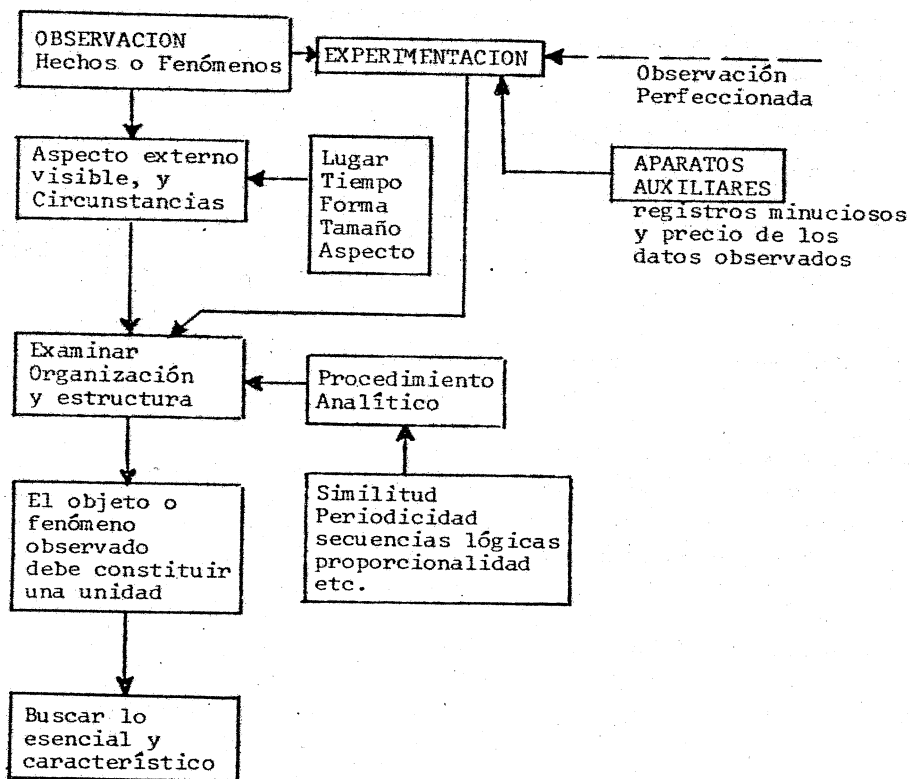 OBSERVACION
Hechos o Fenómenos
EXPERIMENTACION
Observación
Perfeccionada
Aspecto externo
visible, y
Circunstancias
Lugar
Tiempo
Forma
Tamaño
Aspecto
APARATOS
AUXILIARES
registros minuciosos
y precio de los
datos observados
Examinar
Organización
y estructura
Procedimiento
Analítico
El objeto o
fenómeno
observado
debe constituir
una unidad
Similitud
Periodicidad
secuencias lógicas
proporcionalidad
etc.
Buscar lo
esencial y
característico